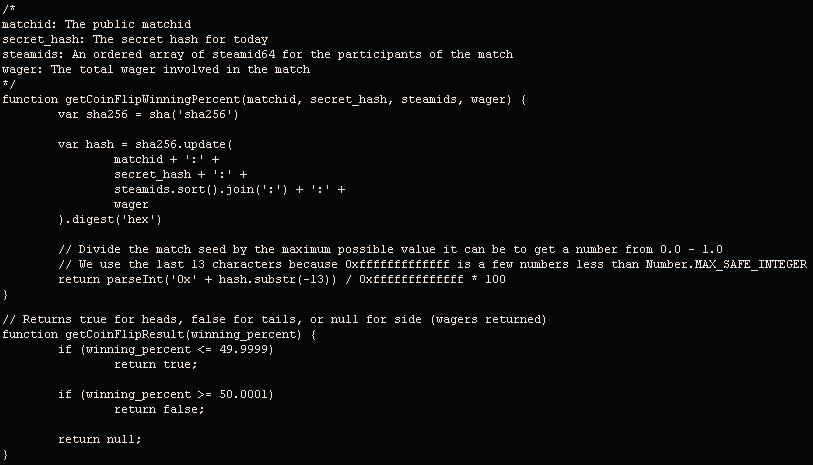 /*
matchid: The public matchid
secret_hash: The secret hash for today
steamids: An ordered array of steamid64 for the participants of the match
wager: The total wager involved in the match
*/
function getCoinFlipWinningPercent(matchid, secret_hash, steamids, wager) {
        var sha256 = sha('sha256')

        var hash = sha256.update(
                matchid + ':' +
                secret_hash + ':' +
                steamids.sort().join(':') + ':' +
                wager
        ).digest('hex')

        // Divide the match seed by the maximum possible value it can be to get a number from 0.0 - 1.0
        // We use the last 13 characters because 0xfffffffffffff is a few numbers less than Number.MAX_SAFE_INTEGER
        return parseInt('0x' + hash.substr(-13)) / 0xfffffffffffff * 100
}

// Returns true for heads, false for tails, or null for side (wagers returned)
function getCoinFlipResult(winning_percent) {
        if (winning_percent <= 49.9999)
                return true;

        if (winning_percent >= 50.0001)
                return false;

        return null;
}